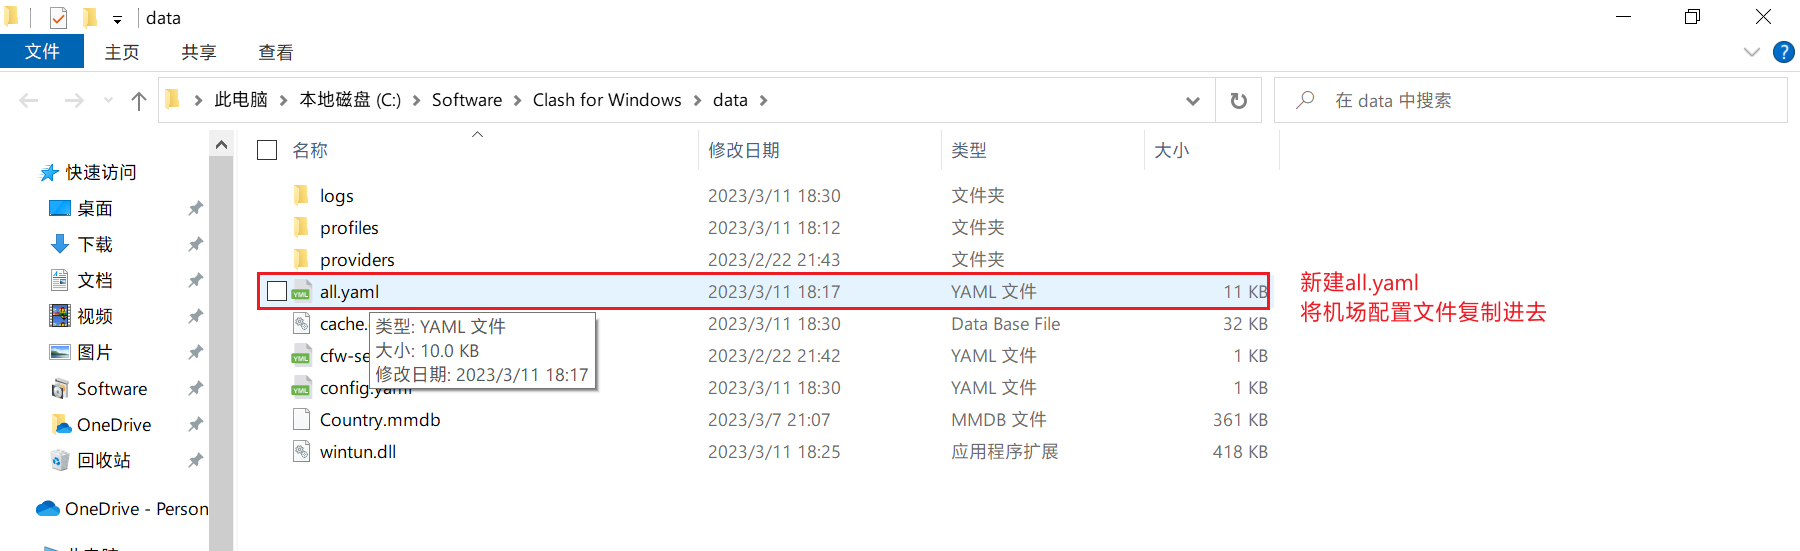 data
文件 主页 共享 查看
此电脑 本地磁盘 (C:) Software Clash for Windows data
在 data 中搜索
名称 修改日期 类型 大小
快速访问
桌面
下载
文档
视频
图片
Software
OneDrive
回收站
OneDrive - Person
logs 2023/3/11 18:30 文件夹
profiles 2023/3/11 18:12 文件夹
providers 2023/2/22 21:43 文件夹
all.yaml 2023/3/11 18:17 YAML 文件 11 KB
cache. 2023/3/11 18:30 Data Base File 32 KB
cfw-se 2023/2/22 21:42 YAML 文件 1 KB
config.yaml 2023/3/11 18:30 YAML 文件 1 KB
Country.mmdb 2023/3/7 21:07 MMDB 文件 361 KB
wintun.dll 2023/3/11 18:25 应用程序扩展 418 KB
类型: YAML 文件
大小: 10.0 KB
修改日期: 2023/3/11 18:17
新建all.yaml
将机场配置文件复制进去